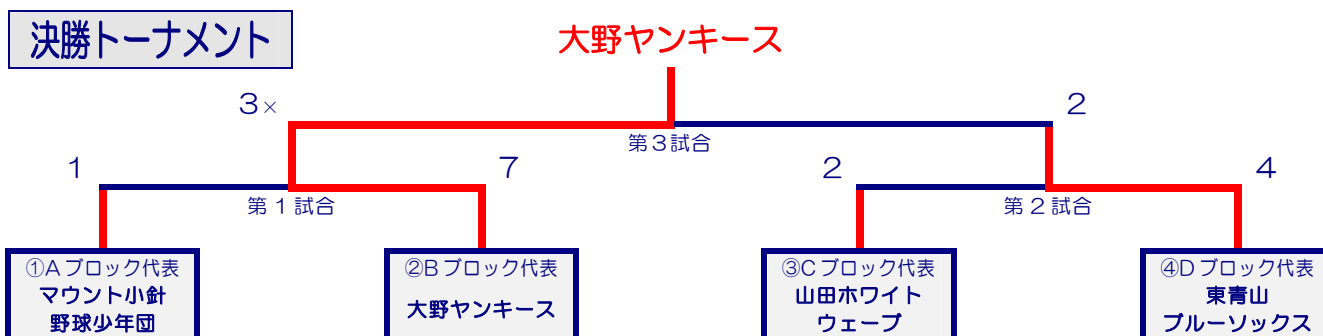 決勝トーナメント
大野ヤンキース
3×
2
第3試合
1
7
2
4
第1試合
第2試合
①Aブロック代表
マウント小針
野球少年団
②Bブロック代表
大野ヤンキース
③Cブロック代表
山田ホワイト
ウェーブ
④Dブロック代表
東青山
ブルーソックス